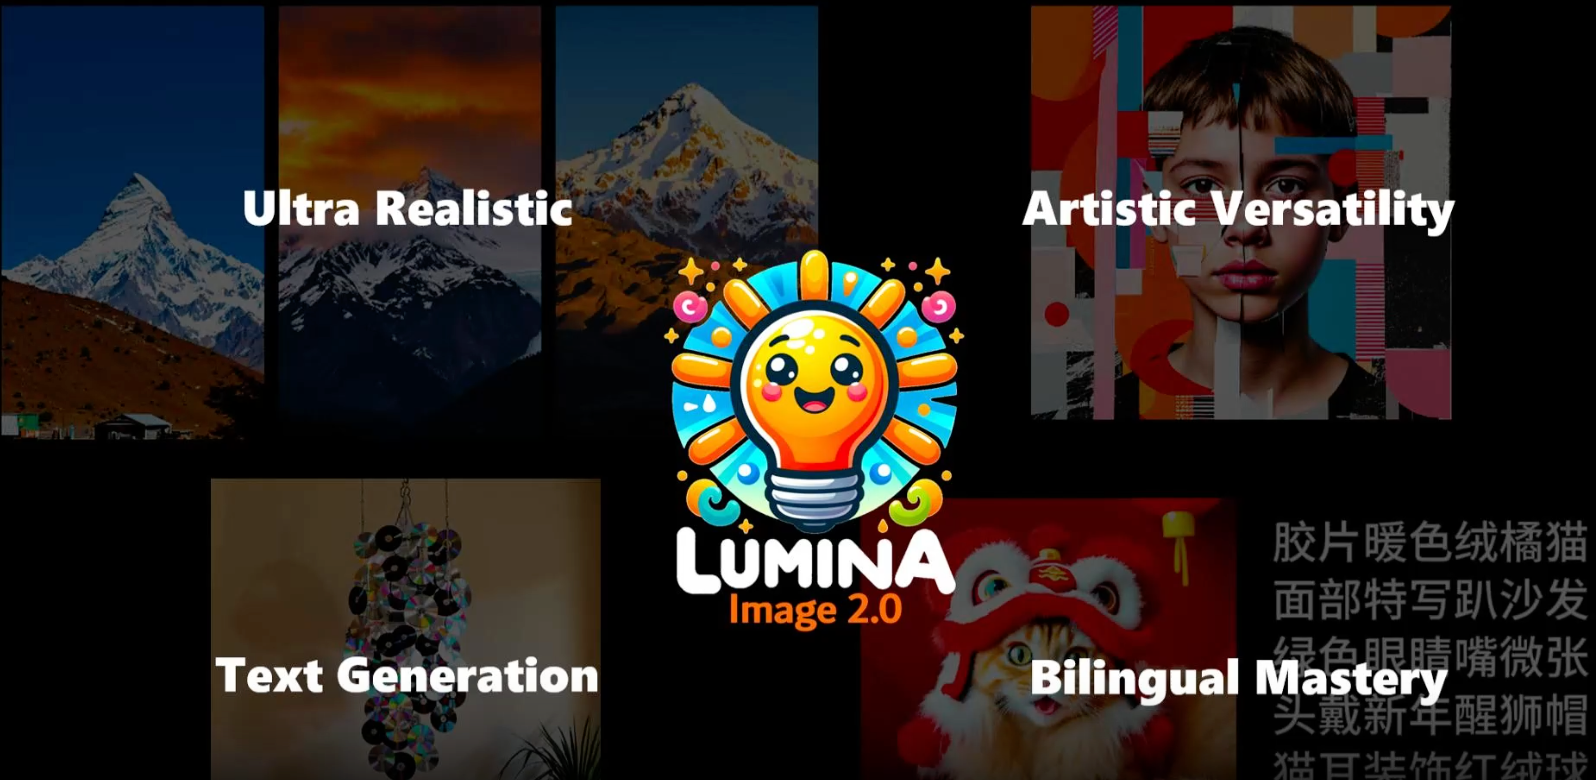 Ultra Realistic
Artistic Versatility
LUMINA
Image 2.0
Text Generation
Bilingual Mastery
胶片暖色绒橘猫
面部特写趴沙发
绿色眼睛嘴微张
头戴新年醒狮帽
猫耳装饰红绒球